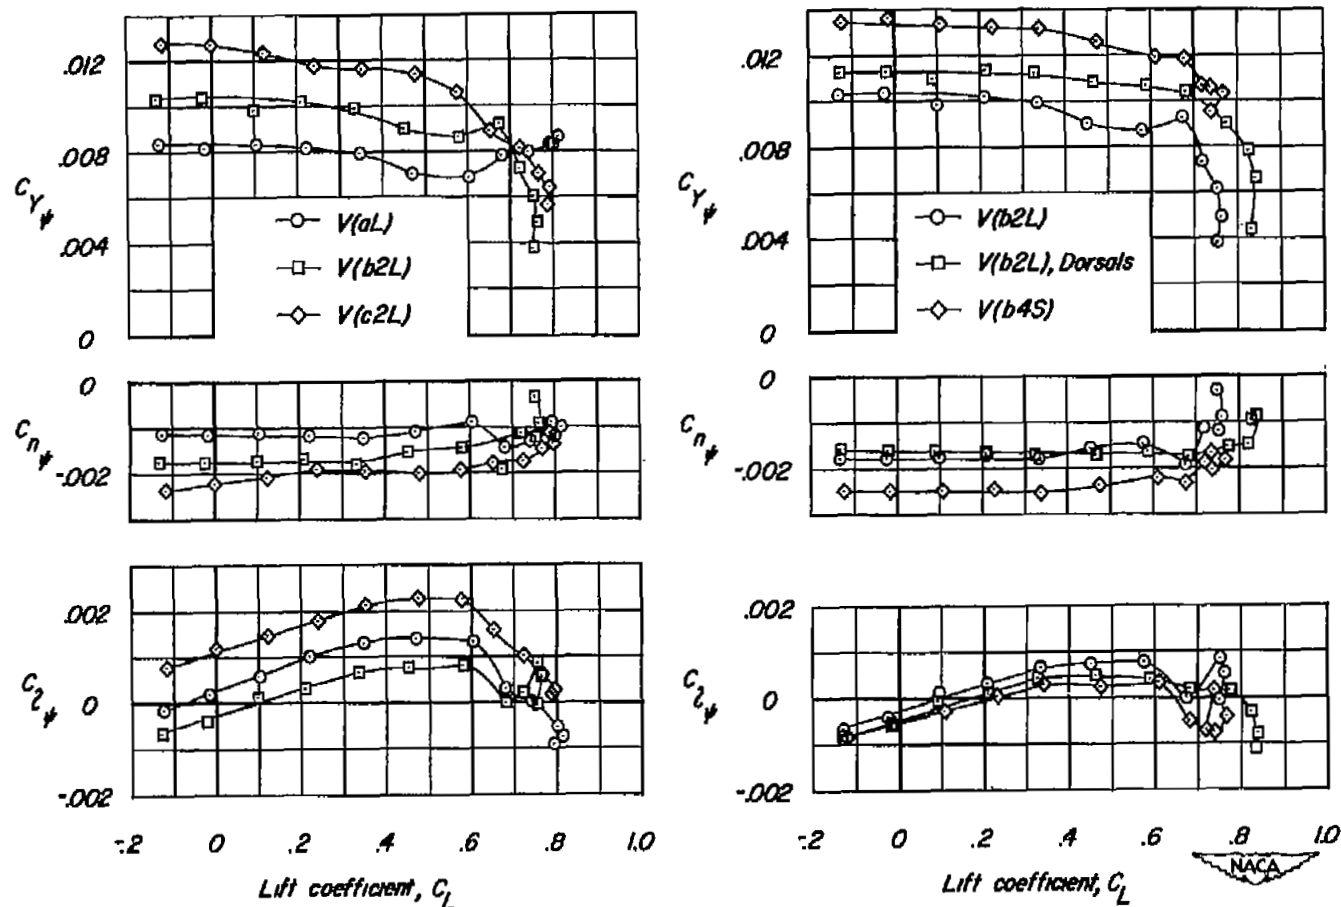 .012
.008
C_Yψ
.004
0
V(aL)
V(b2L)
V(c2L)
0
C_nψ
-.002
.002
C_lψ
0
-.002
-.2 0 .2 .4 .6 .8 1.0
Lift coefficient, C_L
.012
.008
C_Yψ
.004
0
V(b2L)
V(b2L), Dorsals
V(b4S)
0
C_nψ
-.002
.002
C_lψ
0
-.002
-.2 0 .2 .4 .6 .8 1.0
Lift coefficient, C_L
NACA